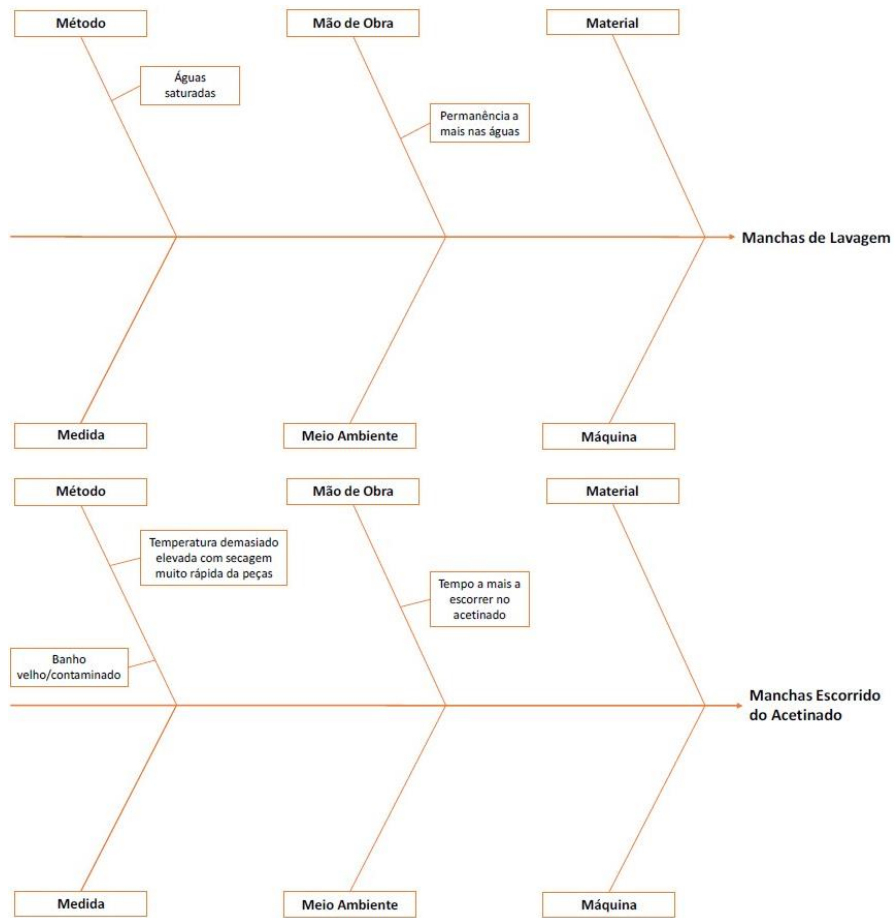 Método
Mão de Obra
Material
Águas
saturadas
Permanência a
mais nas águas
Manchas de Lavagem
Medida
Meio Ambiente
Máquina
Método
Mão de Obra
Material
Temperatura demasiado
elevada com secagem
muito rápida da peças
Tempo a mais a
escorrer no
acetinado
Banho
velho/contaminado
Manchas Escorrido
do Acetinado
Medida
Meio Ambiente
Máquina